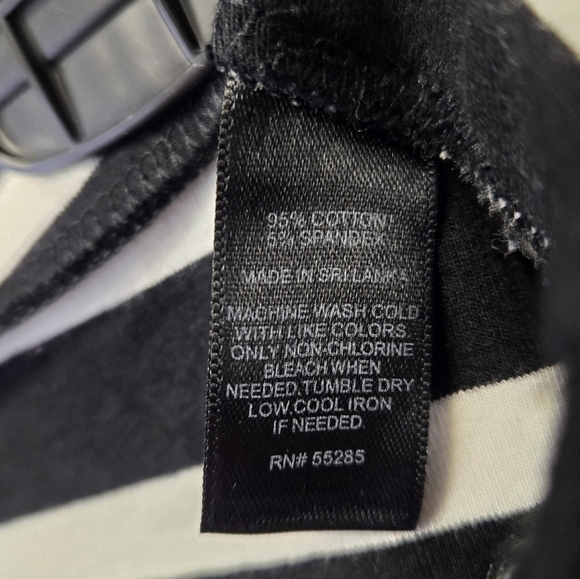 95% COTTON
5% SPANDEX
MADE IN SRI LANKA
MACHINE WASH COLD
WITH LIKE COLORS
ONLY NON-CHLORINE
BLEACH WHEN
NEEDED.TUMBLE DRY
LOW.COOL IRON
IF NEEDED.
RN# 55285